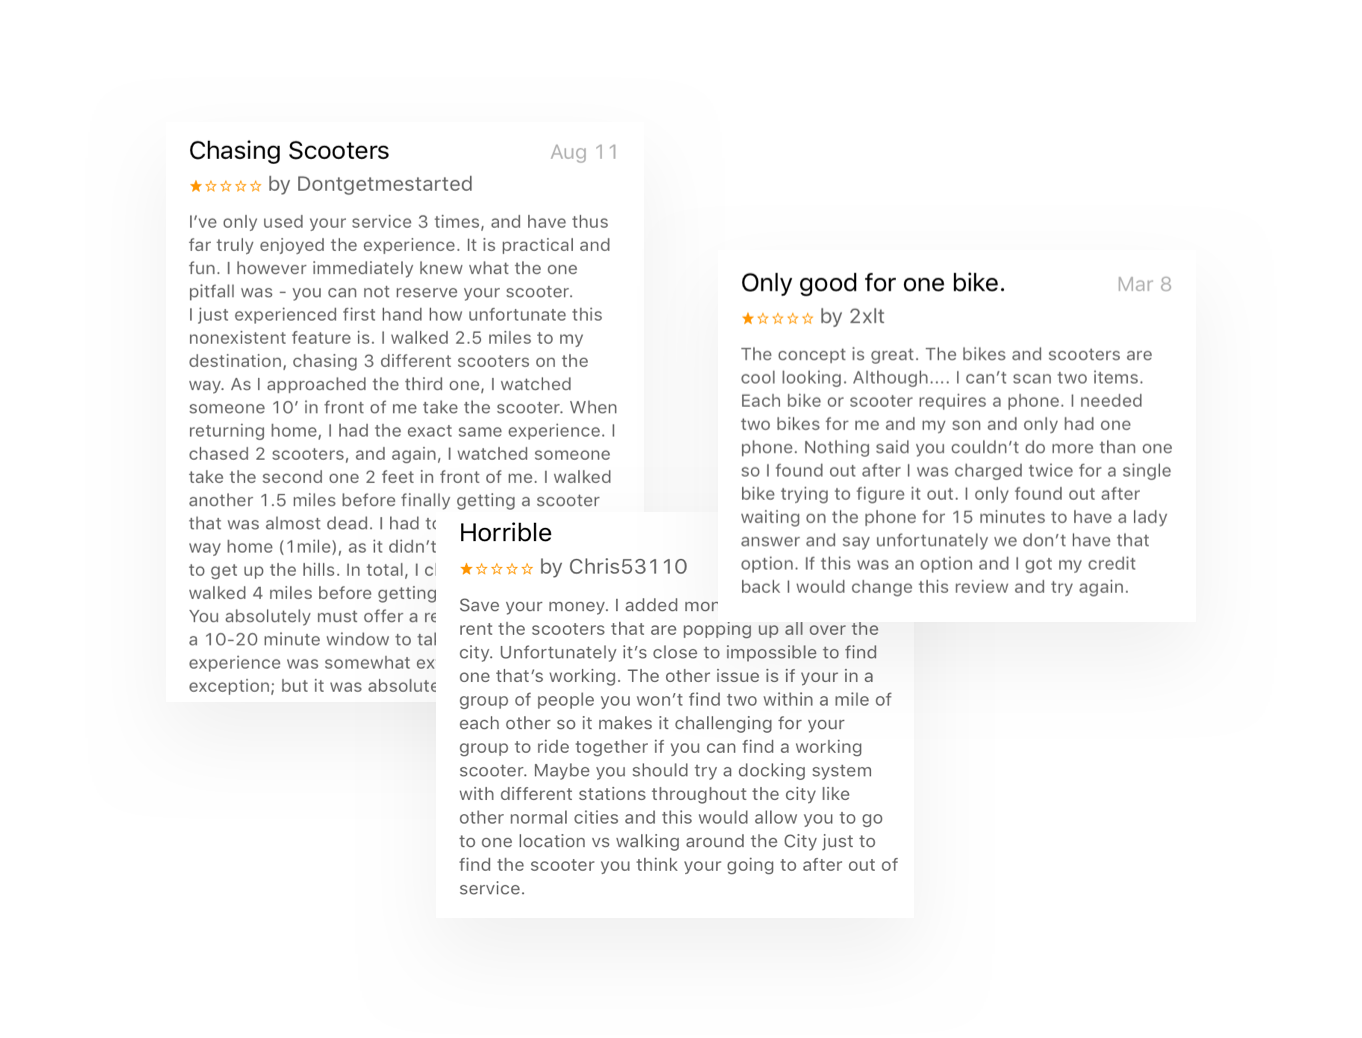 Chasing Scooters
Aug 11
by Dontgetmestarted
I’ve only used your service 3 times, and have thus
far truly enjoyed the experience. It is practical and
fun. I however immediately knew what the one
pitfall was - you can not reserve your scooter.
I just experienced first hand how unfortunate this
nonexistent feature is. I walked 2.5 miles to my
destination, chasing 3 different scooters on the
way. As I approached the third one, I watched
someone 10’ in front of me take the scooter. When
returning home, I had the exact same experience. I
chased 2 scooters, and again, I watched someone
take the second one 2 feet in front of me. I walked
another 1.5 miles before finally getting a scooter
that was almost dead. I had
way home (1mile), as it didn’t
to get up the hills. In total, I
walked 4 miles before getting
You absolutely must offer a
a 10-20 minute window to
experience was somewhat
exception; but it was
Only good for one bike.
Mar 8
by 2xlt
The concept is great. The bikes and scooters are
cool looking. Although.... I can’t scan two items.
Each bike or scooter requires a phone. I needed
two bikes for me and my son and only had one
phone. Nothing said you couldn’t do more than one
so I found out after I was charged twice for a single
bike trying to figure it out. I only found out after
waiting on the phone for 15 minutes to have a lady
answer and say unfortunately we don’t have that
option. If this was an option and I got my credit
back I would change this review and try again.
Horrible
by Chris53110
Save your money. I added
rent the scooters that are popping up all over the
city. Unfortunately it’s close to impossible to find
one that’s working. The other issue is if your in a
group of people you won’t find two within a mile of
each other so it makes it challenging for your
group to ride together if you can find a working
scooter. Maybe you should try a docking system
with different stations throughout the city like
other normal cities and this would allow you to go
to one location vs walking around the City just to
find the scooter you think your going to after out of
service.